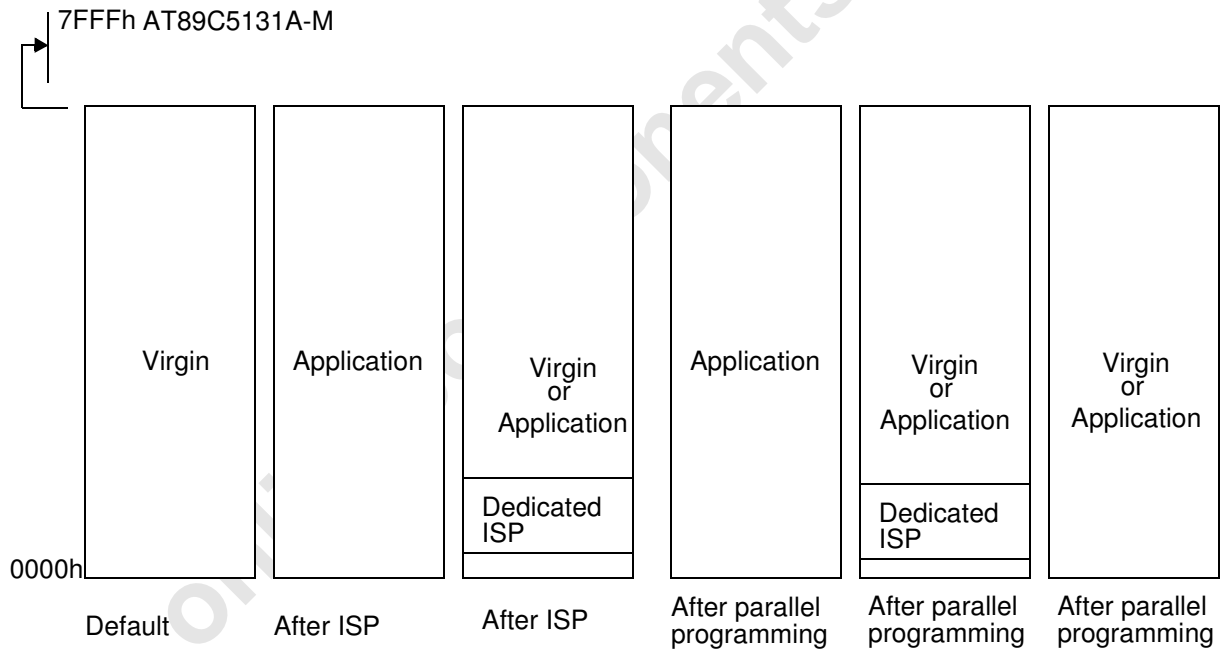 7FFFh AT89C5131A-M
Virgin
Application
Virgin
or
Application
Dedicated
ISP
Application
Virgin
or
Application
Dedicated
ISP
Virgin
or
Application
0000h
Default
After ISP
After ISP
After parallel
programming
After parallel
programming
After parallel
programming